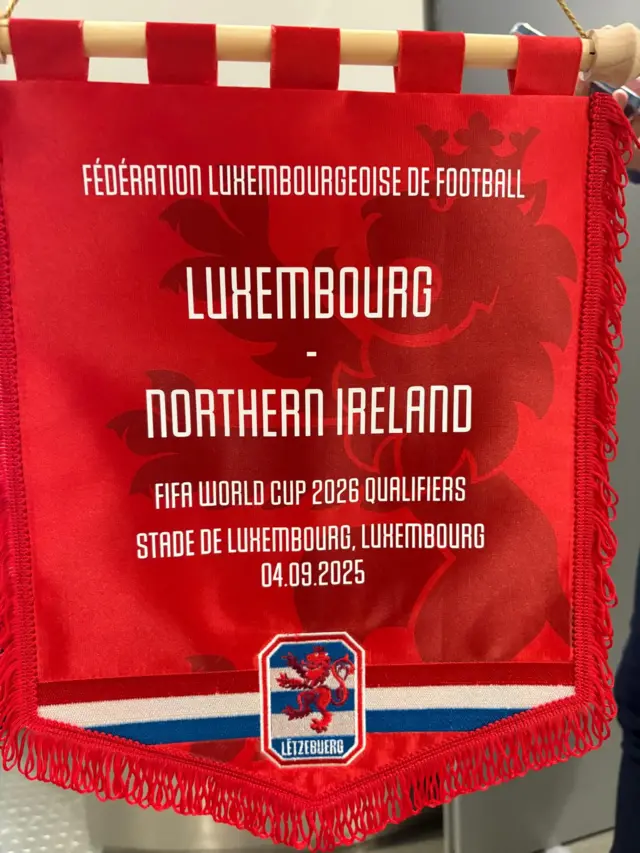 FÉDÉRATION LUXEMBOURGEOISE DE FOOTBALL
LUXEMBOURG
-
NORTHERN IRELAND
FIFA WORLD CUP 2026 QUALIFIERS
STADE DE LUXEMBOURG, LUXEMBOURG
04.09.2025
LËTZEBUERG